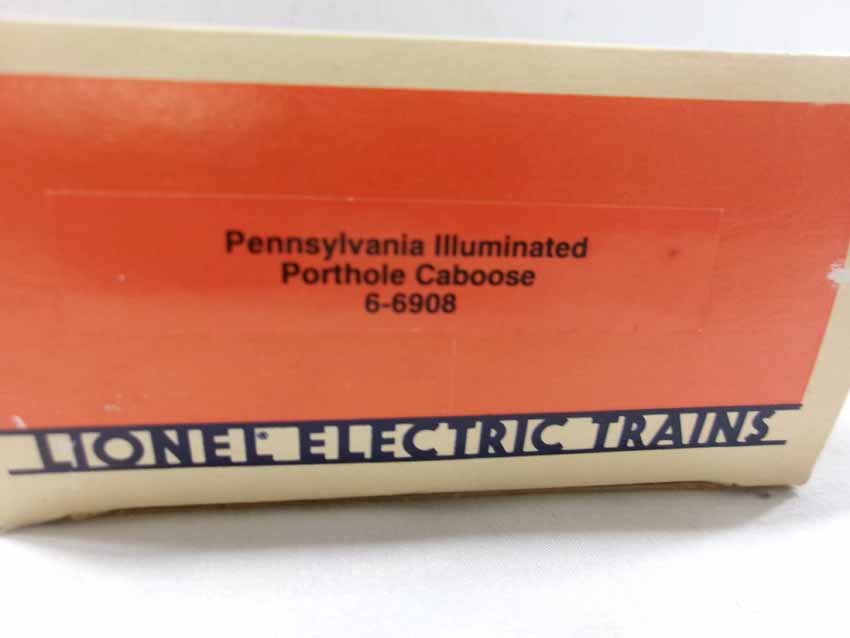 Pennsylvania Illuminated
Porthole Caboose
6-6908
LIONEL® ELECTRIC TRAINS